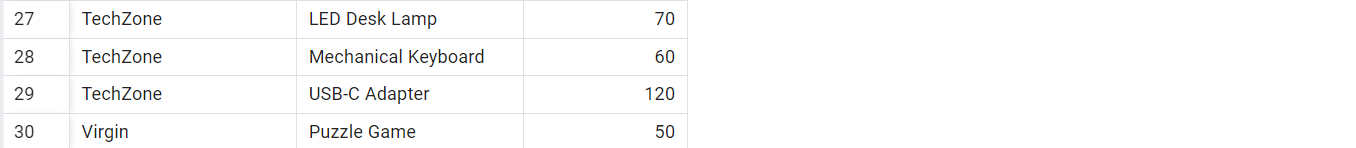 27 TechZone LED Desk Lamp 70
28 TechZone Mechanical Keyboard 60
29 TechZone USB-C Adapter 120
30 Virgin Puzzle Game 50